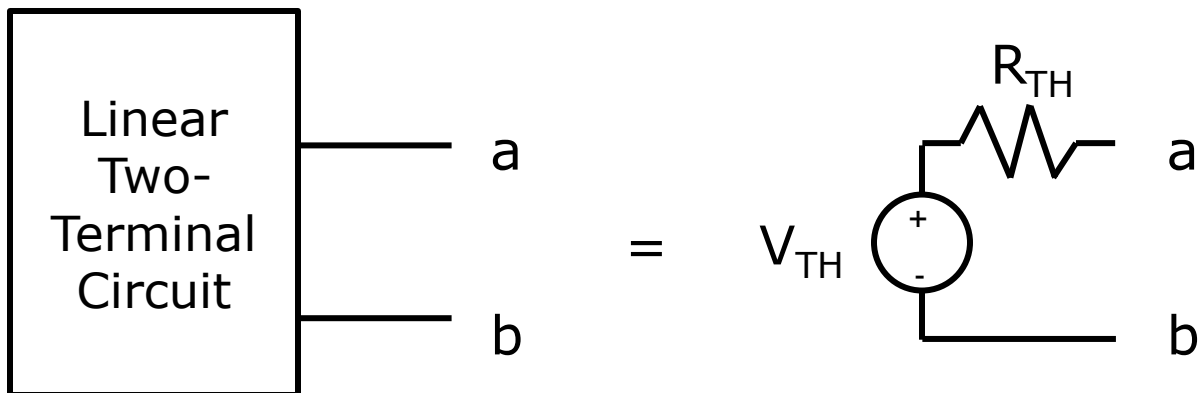 Linear
Two-
Terminal
Circuit
a
b
=
V_TH
+
-
R_TH
a
b